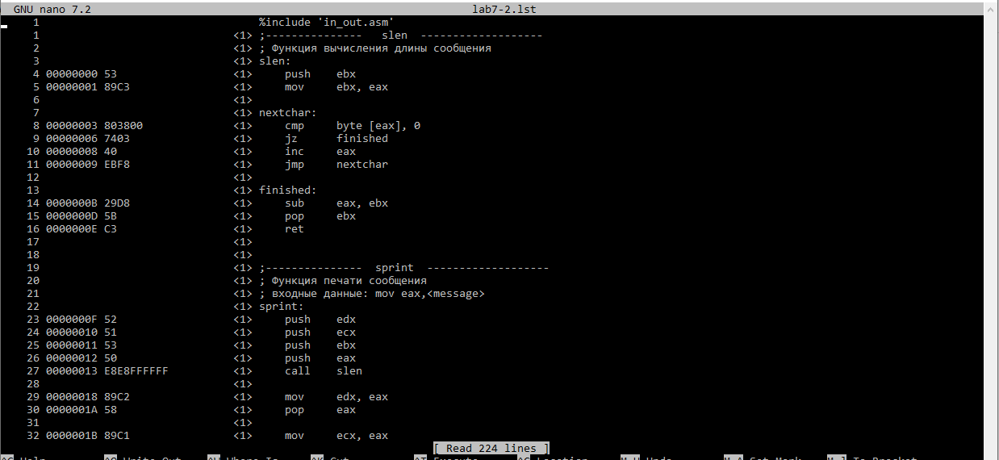 GNU nano 7.2 lab7-2.lst
1 %include 'in_out.asm'
1 <1> ;--------------- slen -------------------
2 <1> ; Функция вычисления длины сообщения
3 <1> slen:
4 00000000 53 <1> push ebx
5 00000001 89C3 <1> mov ebx, eax
6 <1>
7 <1> nextchar:
8 00000003 803800 <1> cmp byte [eax], 0
9 00000006 7403 <1> jz finished
10 00000008 40 <1> inc eax
11 00000009 EBF8 <1> jmp nextchar
12 <1>
13 <1> finished:
14 0000000B 29D8 <1> sub eax, ebx
15 0000000D 5B <1> pop ebx
16 0000000E C3 <1> ret
17 <1>
18 <1>
19 <1> ;--------------- sprint -------------------
20 <1> ; Функция печати сообщения
21 <1> ; входные данные: mov eax,<message>
22 <1> sprint:
23 0000000F 52 <1> push edx
24 00000010 51 <1> push ecx
25 00000011 53 <1> push ebx
26 00000012 50 <1> push eax
27 00000013 E8E8FFFFFF <1> call slen
28 <1>
29 00000018 89C2 <1> mov edx, eax
30 0000001A 58 <1> pop eax
31 <1>
32 0000001B 89C1 <1> mov ecx, eax
[ Read 224 lines ]